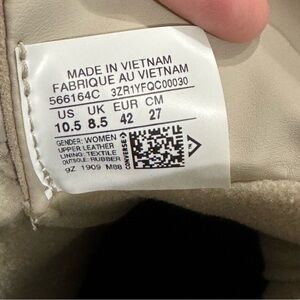 MADE IN VIETNAM
FABRIQUE AU VIETNAM
566164C 3ZR1YFQC00030
US UK EUR CM
10.5 8.5 42 27
GENDER: WOMEN
UPPER: LEATHER
LINING: TEXTILE
OUTSOLE: RUBBER
CONVERSE
9Z 1909 M88